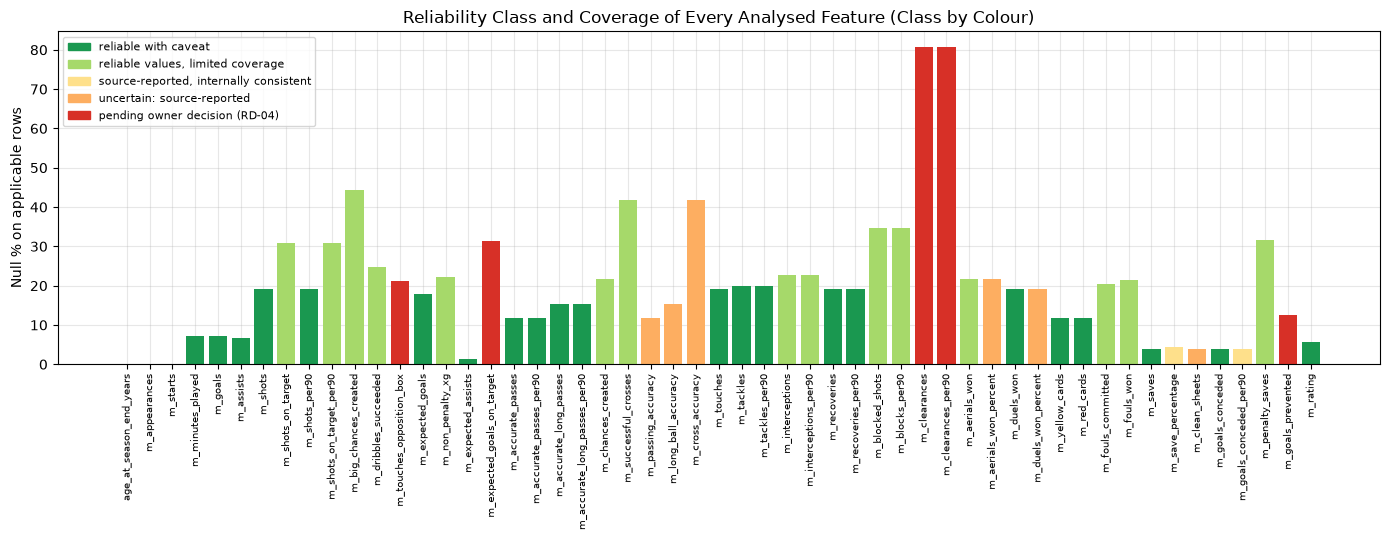 Reliability Class and Coverage of Every Analysed Feature (Class by Colour)
Null % on applicable rows
80
70
60
50
40
30
20
10
0
reliable with caveat
reliable values, limited coverage
source-reported, internally consistent
uncertain: source-reported
pending owner decision (RD-04)
age_at_season_end_years
m_appearances
m_starts
m_minutes_played
m_goals
m_assists
m_shots
m_shots_on_target
m_shots_per90
m_shots_on_target_per90
m_big_chances_created
m_dribbles_succeeded
m_touches_opposition_box
m_expected_goals
m_non_penalty_xg
m_expected_assists
m_expected_goals_on_target
m_accurate_passes
m_accurate_passes_per90
m_accurate_long_passes
m_accurate_long_passes_per90
m_chances_created
m_successful_crosses
m_passing_accuracy
m_long_ball_accuracy
m_cross_accuracy
m_touches
m_tackles
m_tackles_per90
m_interceptions
m_interceptions_per90
m_recoveries
m_recoveries_per90
m_blocked_shots
m_blocks_per90
m_clearances
m_clearances_per90
m_aerials_won
m_aerials_won_percent
m_duels_won
m_duels_won_percent
m_yellow_cards
m_red_cards
m_fouls_committed
m_fouls_won
m_saves
m_save_percentage
m_clean_sheets
m_goals_conceded
m_goals_conceded_per90
m_penalty_saves
m_goals_prevented
m_rating